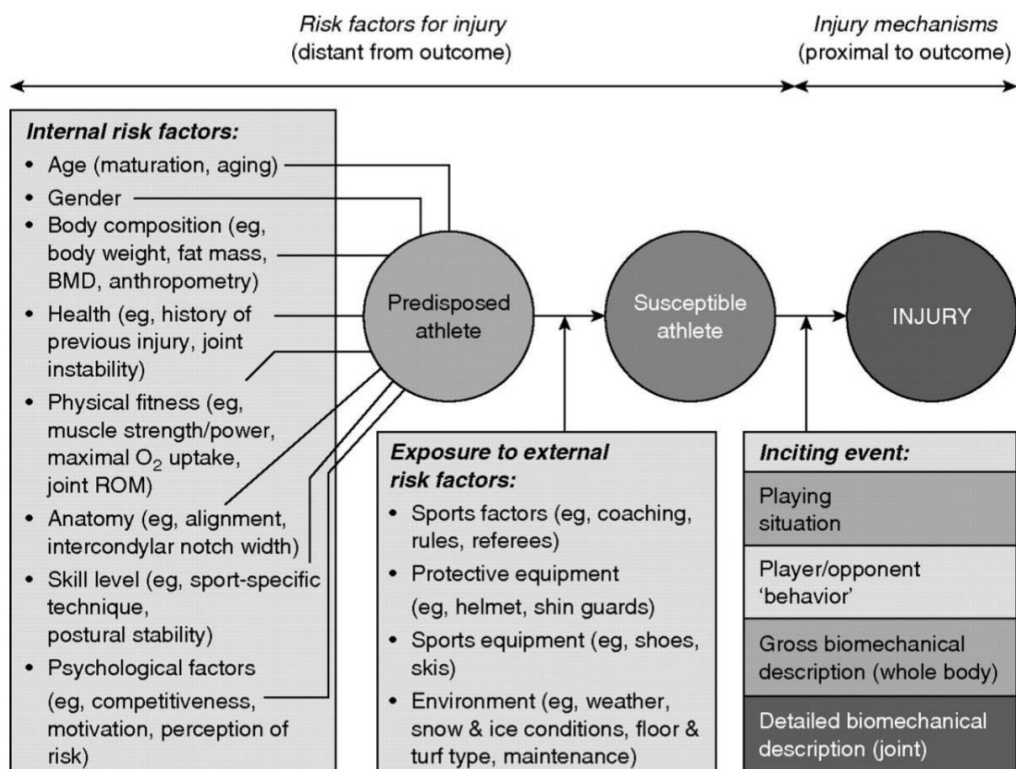 Risk factors for injury
(distant from outcome)
Injury mechanisms
(proximal to outcome)
Internal risk factors:
• Age (maturation, aging)
• Gender
• Body composition (eg,
body weight, fat mass,
BMD, anthropometry)
• Health (eg, history of
previous injury, joint
instability)
• Physical fitness (eg,
muscle strength/power,
maximal O₂ uptake,
joint ROM)
• Anatomy (eg, alignment,
intercondylar notch width)
• Skill level (eg, sport-specific
technique,
postural stability)
• Psychological factors
(eg, competitiveness,
motivation, perception of
risk)
Predisposed
athlete
Susceptible
athlete
INJURY
Exposure to external
risk factors:
• Sports factors (eg, coaching,
rules, referees)
• Protective equipment
(eg, helmet, shin guards)
• Sports equipment (eg, shoes,
skis)
• Environment (eg, weather,
snow & ice conditions, floor &
turf type, maintenance)
Inciting event:
Playing
situation
Player/opponent
‘behavior’
Gross biomechanical
description (whole body)
Detailed biomechanical
description (joint)